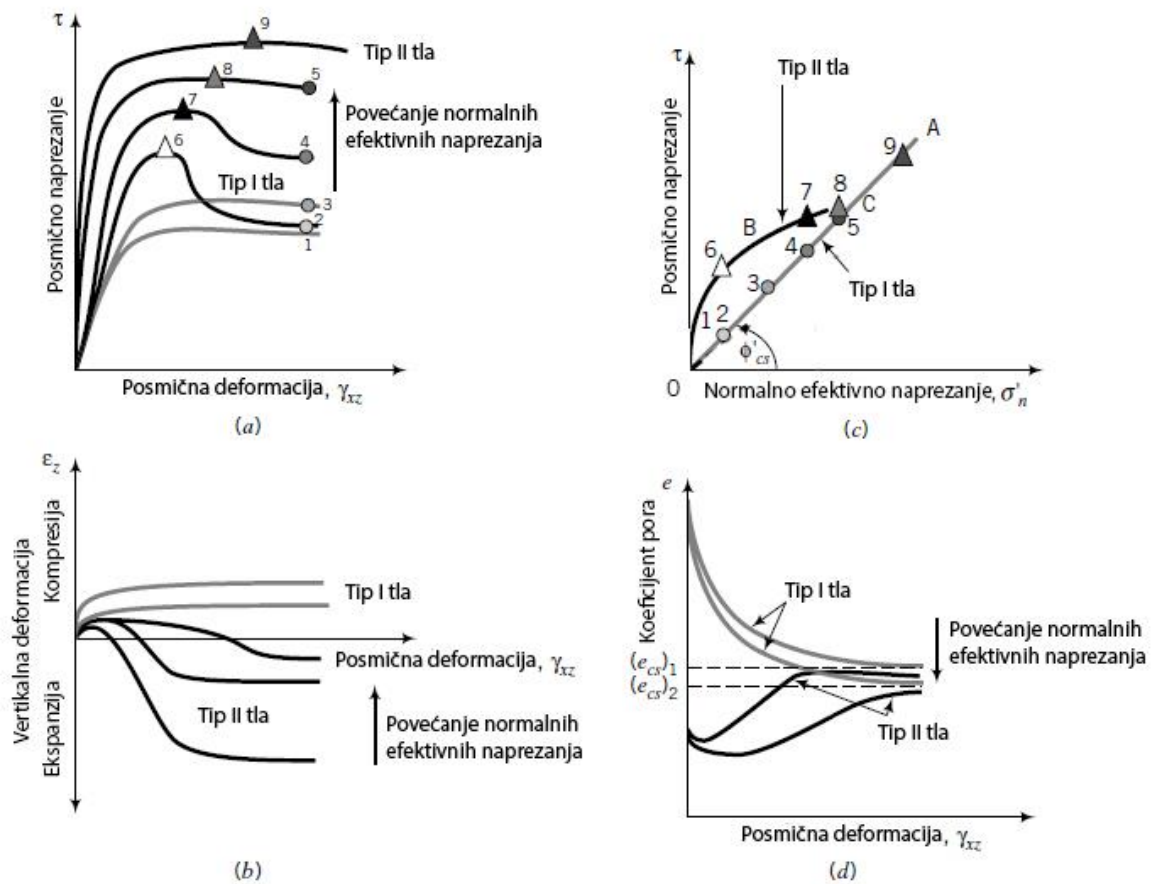 τ
Posmično naprezanje
9
Tip II tla
8
5
7
Povećanje normalnih
efektivnih naprezanja
6
4
Tip I tla
3
2
1
Posmična deformacija, γxz
(a)
τ
Posmično naprezanje
Tip II tla
A
9
7
8
C
B
5
6
4
Tip I tla
3
1 2
ϕ'cs
0
Normalno efektivno naprezanje, σ'n
(c)
εz
Vertikalna deformacija
Ekspanzija
Kompresija
Tip I tla
Posmična deformacija, γxz
Tip II tla
Povećanje normalnih
efektivnih naprezanja
(b)
e
Koeficijent pora
Tip I tla
Povećanje normalnih
efektivnih naprezanja
(ecs)1
(ecs)2
Tip II tla
Posmična deformacija, γxz
(d)